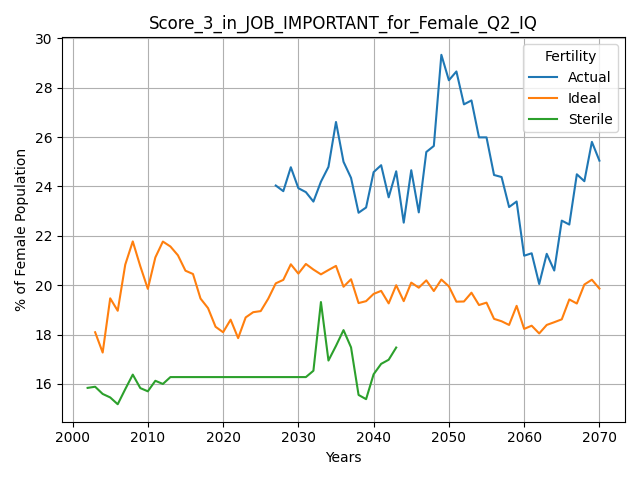 Score_3_in_JOB_IMPORTANT_for_Female_Q2_IQ
30
28
26
24
22
20
18
16
% of Female Population
Fertility
Actual
Ideal
Sterile
2000 2010 2020 2030 2040 2050 2060 2070
Years